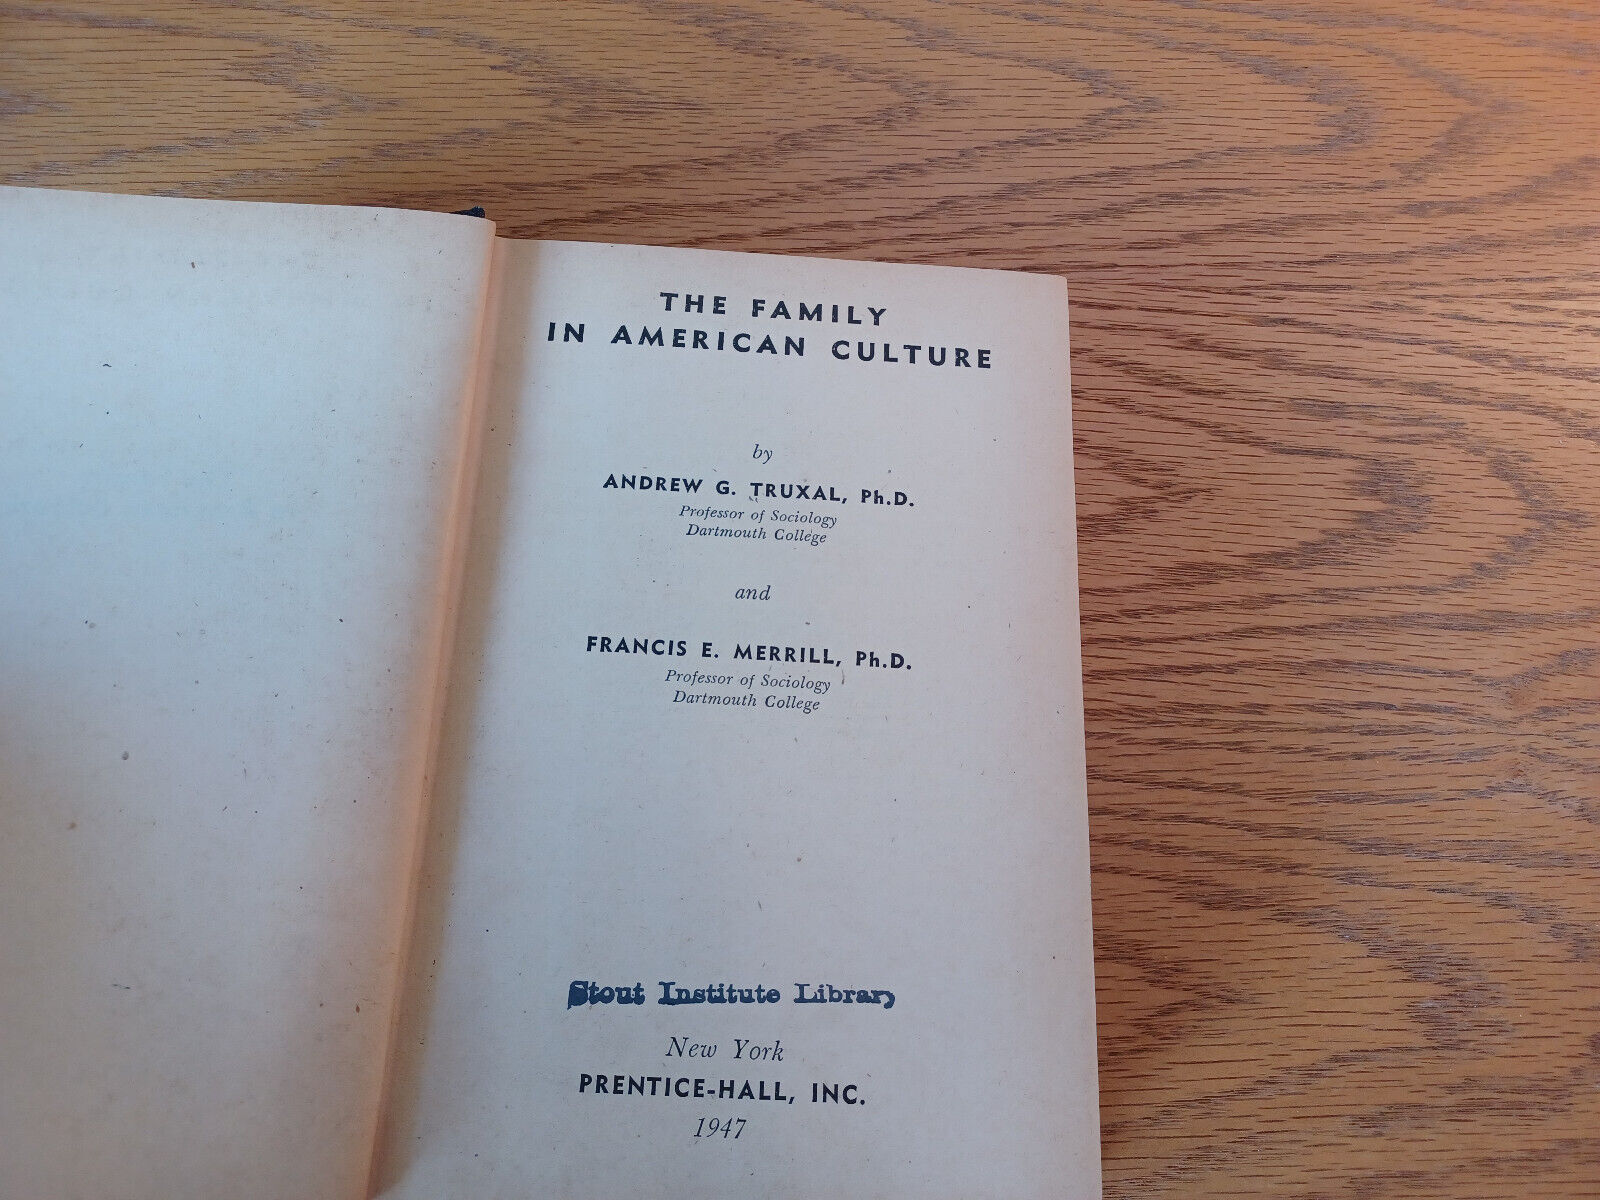 THE FAMILY
IN AMERICAN CULTURE
by
ANDREW G. TRUXAL, Ph.D.
Professor of Sociology
Dartmouth College
and
FRANCIS E. MERRILL, Ph.D.
Professor of Sociology
Dartmouth College
Stout Institute Library
New York
PRENTICE-HALL, INC.
1947